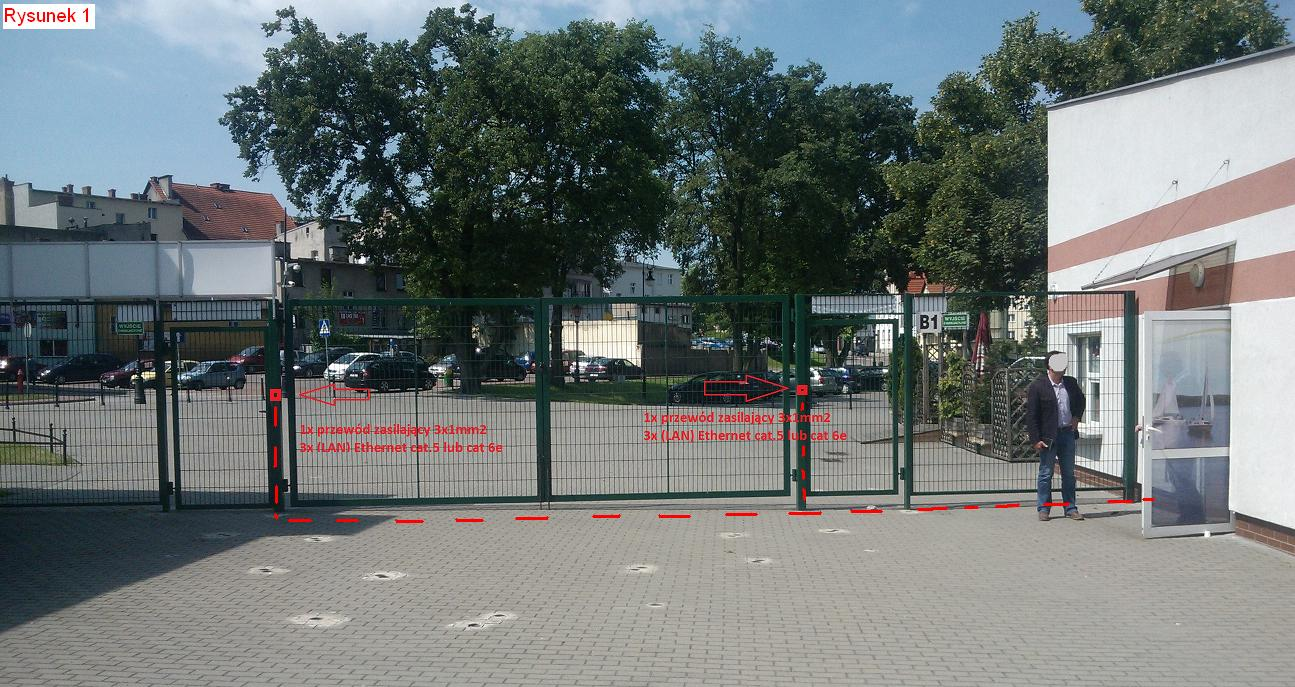 Rysunek 1
B1
WYJŚCIE
WYJŚCIE
1x przewód zasilający 3x1mm2
3x (LAN) Ethernet cat.5 lub cat 6e
1x przewód zasilający 3x1mm2
3x (LAN) Ethernet cat.5 lub cat 6e